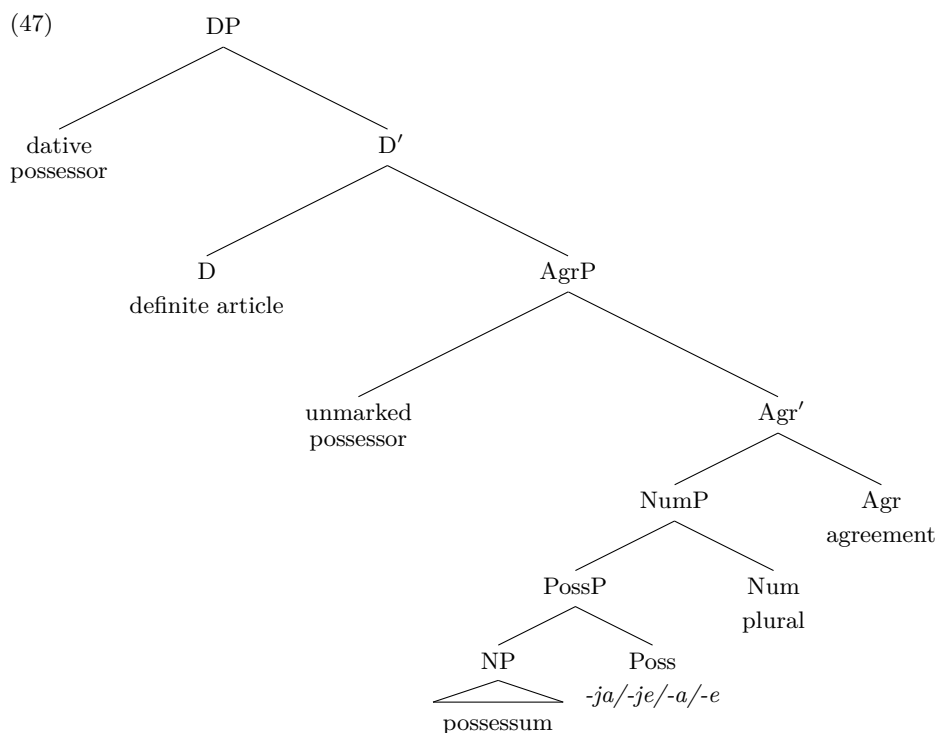 (47)
DP
dative
possessor
D′
D
definite article
AgrP
unmarked
possessor
Agr′
NumP
Agr
agreement
PossP
Num
plural
NP
Poss
-ja/-je/-a/-e
possessum